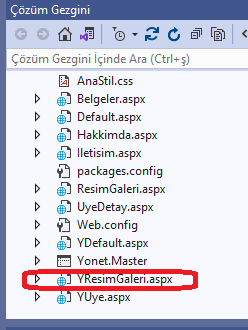 Çözüm Gezgini
Çözüm Gezgini İçinde Ara (Ctrl+ş)
AnaStil.css
Belgeler.aspx
Default.aspx
Hakkimda.aspx
Iletisim.aspx
packages.config
ResimGaleri.aspx
UyeDetay.aspx
Web.config
YDefault.aspx
Yonet.Master
YResimGaleri.aspx
YUye.aspx